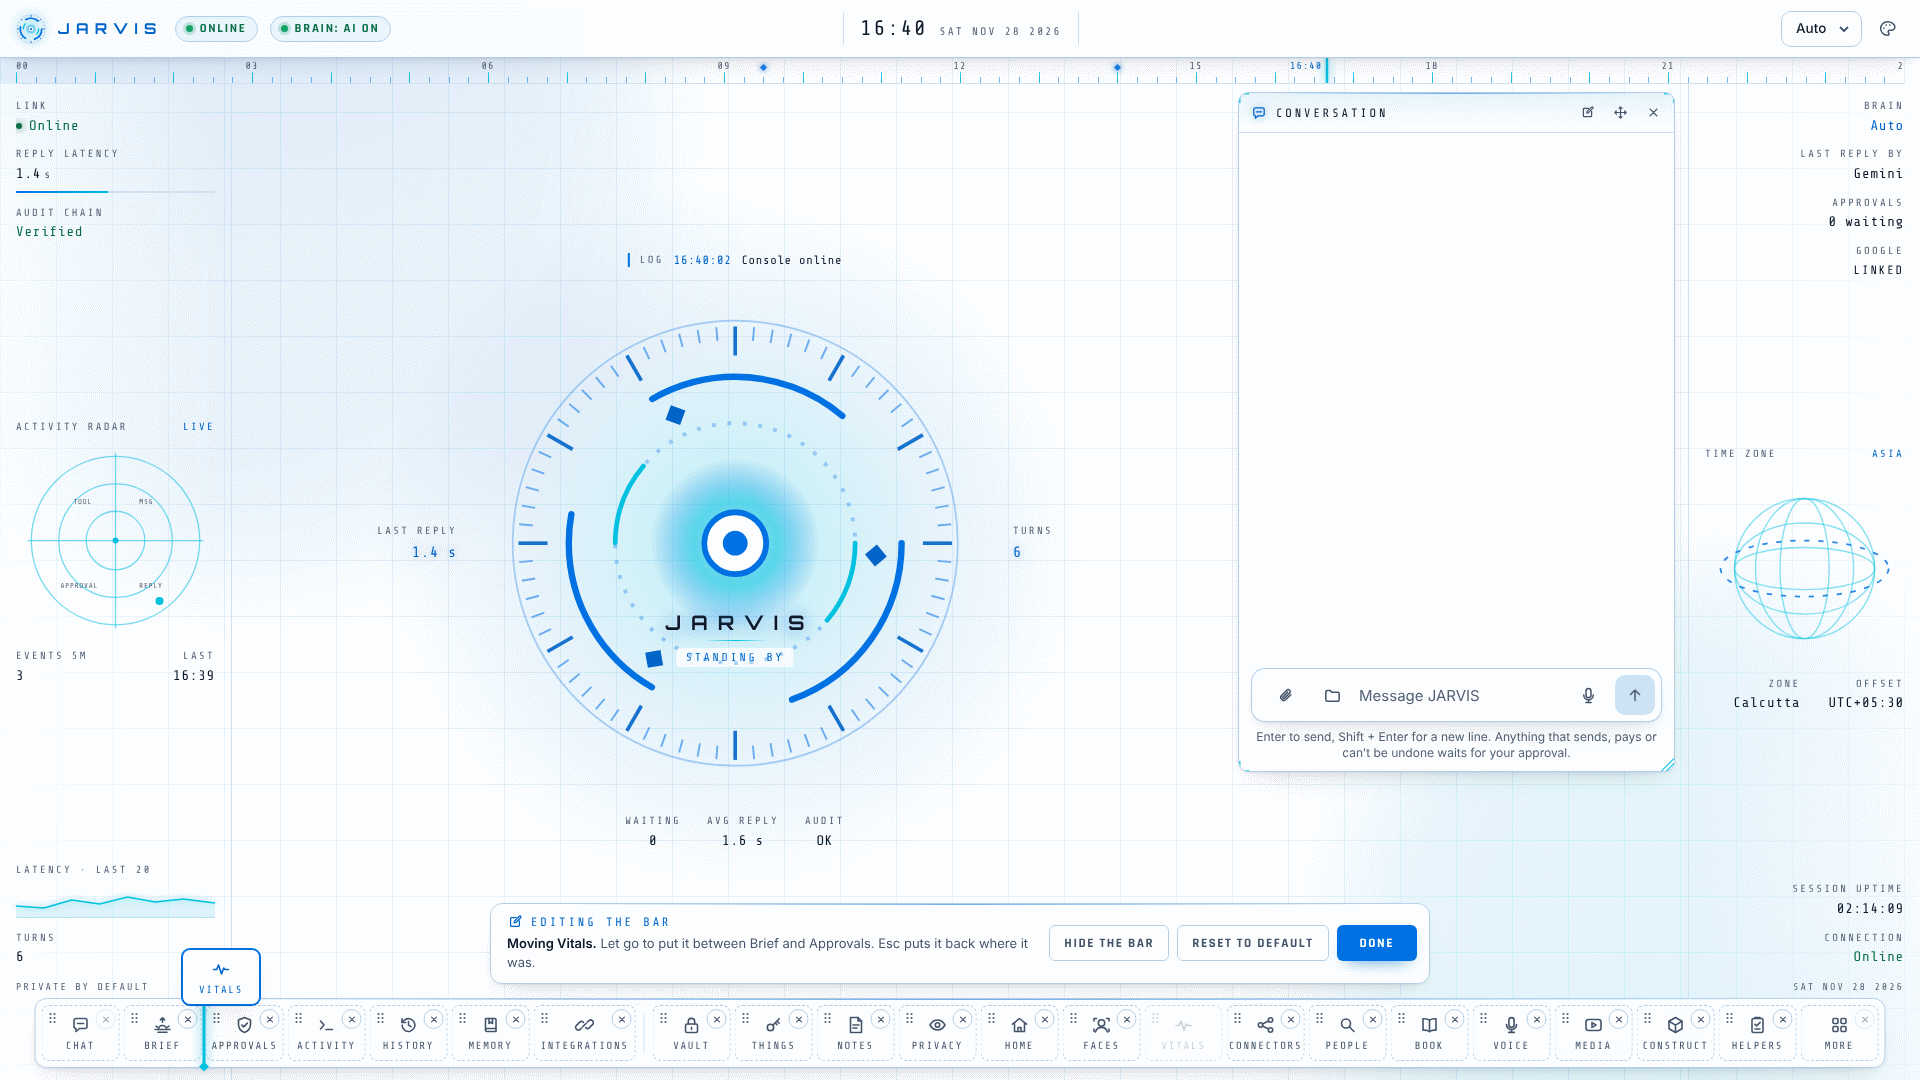 JARVIS
ONLINE
BRAIN: AI ON
16:40 SAT NOV 28 2026
Auto
00 03 06 09 12 15 16:40 18 21 2
LINK
Online
REPLY LATENCY
1.4 s
AUDIT CHAIN
Verified
LOG 16:40:02 Console online
CONVERSATION
BRAIN
Auto
LAST REPLY BY
Gemini
APPROVALS
0 waiting
GOOGLE
LINKED
ACTIVITY RADAR LIVE
TOOL MSG
APPROVAL REPLY
EVENTS 5M LAST
3 16:39
LAST REPLY
1.4 s
JARVIS
STANDING BY
TURNS
6
WAITING AVG REPLY AUDIT
0 1.6 s OK
Message JARVIS
Enter to send, Shift + Enter for a new line. Anything that sends, pays or
can't be undone waits for your approval.
TIME ZONE ASIA
ZONE OFFSET
Calcutta UTC+05:30
LATENCY · LAST 20
TURNS
6
PRIVATE BY DEFAULT
SESSION UPTIME
02:14:09
CONNECTION
Online
SAT NOV 28 2026
EDITING THE BAR
Moving Vitals. Let go to put it between Brief and Approvals. Esc puts it back where it
was.
HIDE THE BAR
RESET TO DEFAULT
DONE
VITALS
CHAT BRIEF APPROVALS ACTIVITY HISTORY MEMORY INTEGRATIONS VAULT THINGS NOTES PRIVACY HOME FACES VITALS CONNECTORS PEOPLE BOOK VOICE MEDIA CONSTRUCT HELPERS MORE